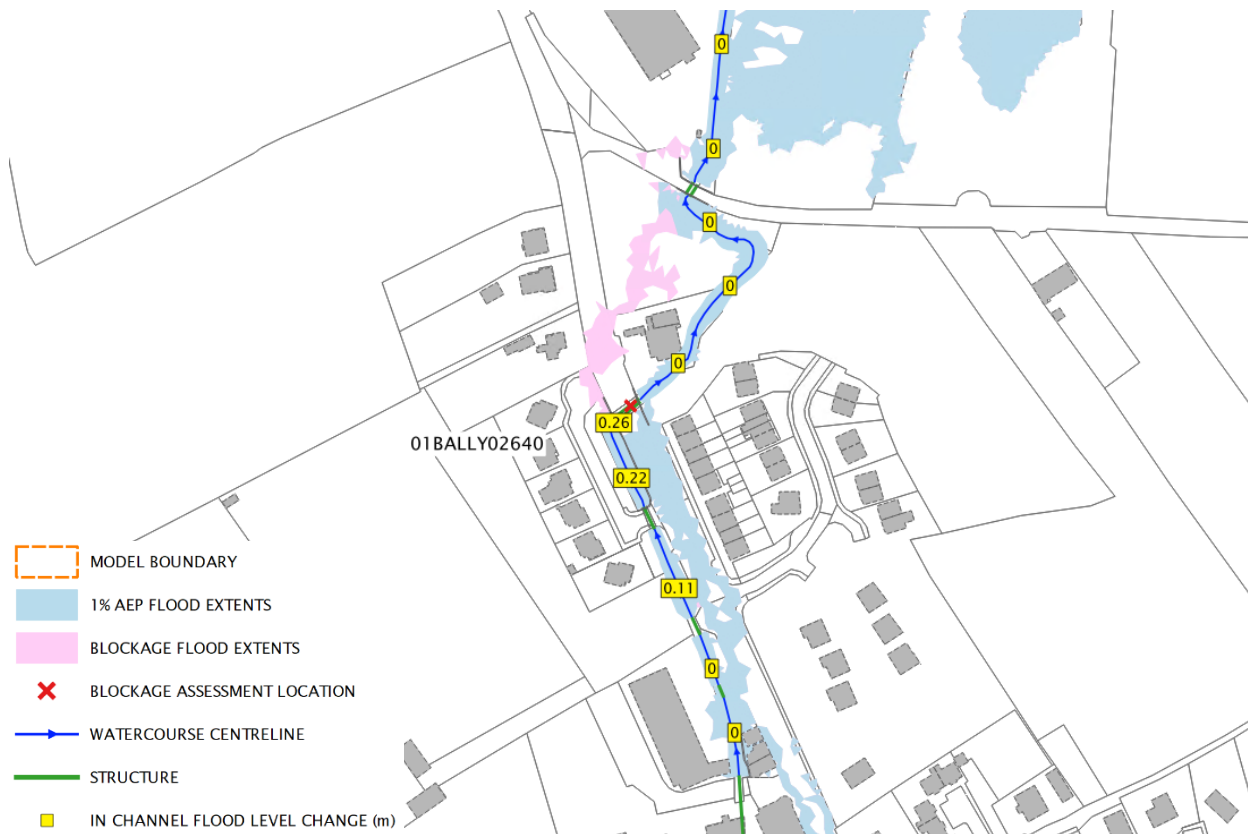 0
0
0
0
0
0.26
01BALLY02640
0.22
0.11
0
0
MODEL BOUNDARY
1% AEP FLOOD EXTENTS
BLOCKAGE FLOOD EXTENTS
BLOCKAGE ASSESSMENT LOCATION
WATERCOURSE CENTRELINE
STRUCTURE
IN CHANNEL FLOOD LEVEL CHANGE (m)